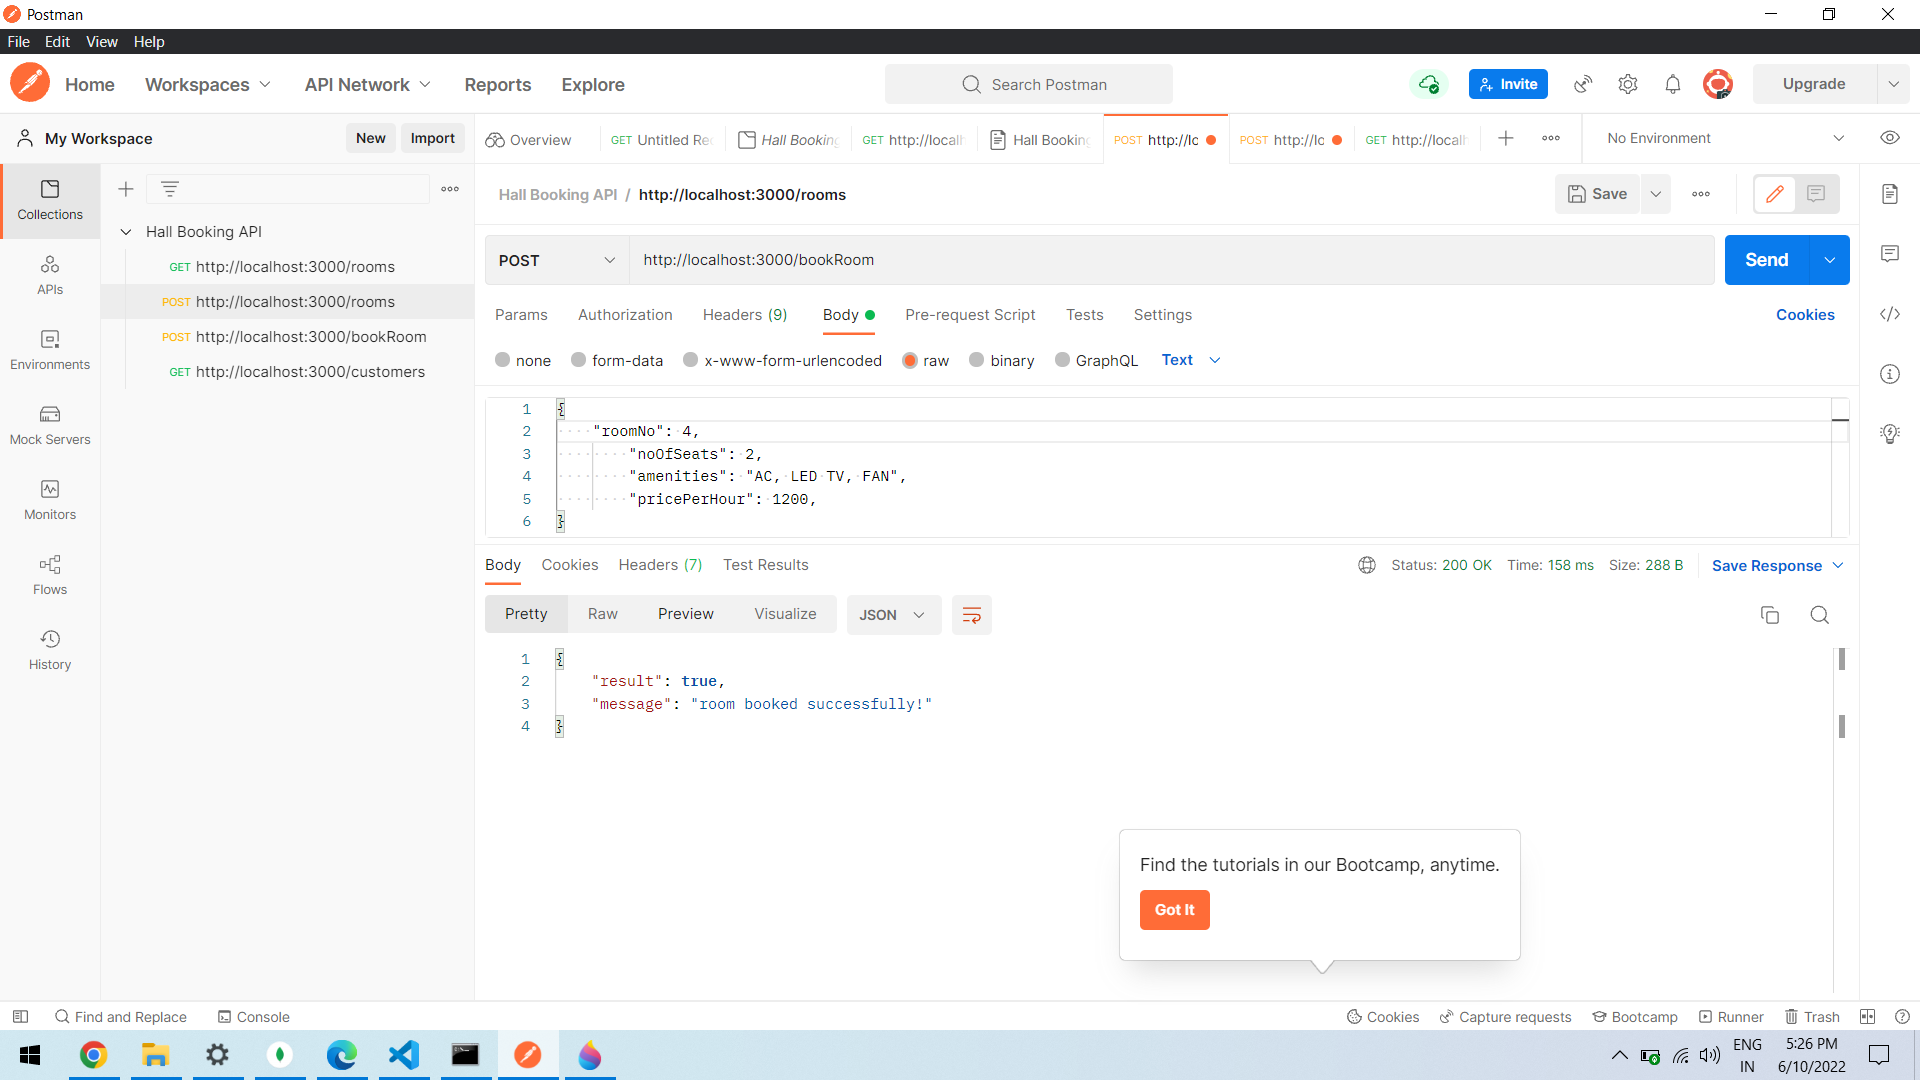 Postman
File Edit View Help
Home Workspaces API Network Reports Explore Search Postman Invite Upgrade
My Workspace New Import Overview GET Untitled Re Hall Booking GET http://localh Hall Booking POST http://lo POST http://lo GET http://localh No Environment
Collections
APIs
Environments
Mock Servers
Monitors
Flows
History
Hall Booking API
GET http://localhost:3000/rooms
POST http://localhost:3000/rooms
POST http://localhost:3000/bookRoom
GET http://localhost:3000/customers
Hall Booking API / http://localhost:3000/rooms Save
POST http://localhost:3000/bookRoom Send
Params Authorization Headers (9) Body Pre-request Script Tests Settings Cookies
none form-data x-www-form-urlencoded raw binary GraphQL Text
1 {
2 "roomNo": 4,
3 "noOfSeats": 2,
4 "amenities": "AC, LED TV, FAN",
5 "pricePerHour": 1200,
6 }
Body Cookies Headers (7) Test Results Status: 200 OK Time: 158 ms Size: 288 B Save Response
Pretty Raw Preview Visualize JSON
1 {
2 "result": true,
3 "message": "room booked successfully!"
4 }
Find the tutorials in our Bootcamp, anytime.
Got It
Find and Replace Console Cookies Capture requests Bootcamp Runner Trash
ENG
IN
5:26 PM
6/10/2022